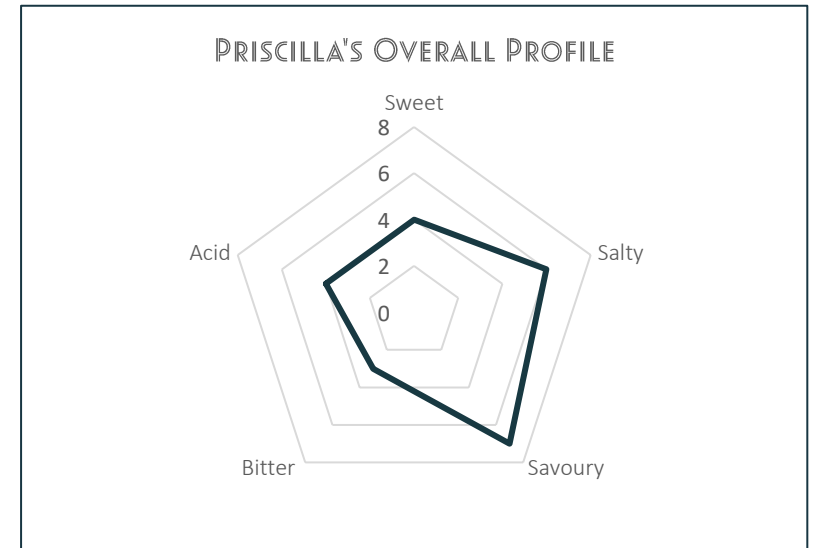 PRISCILLA'S OVERALL PROFILE
Sweet
8
6
4
2
0
Acid
Salty
Bitter
Savoury